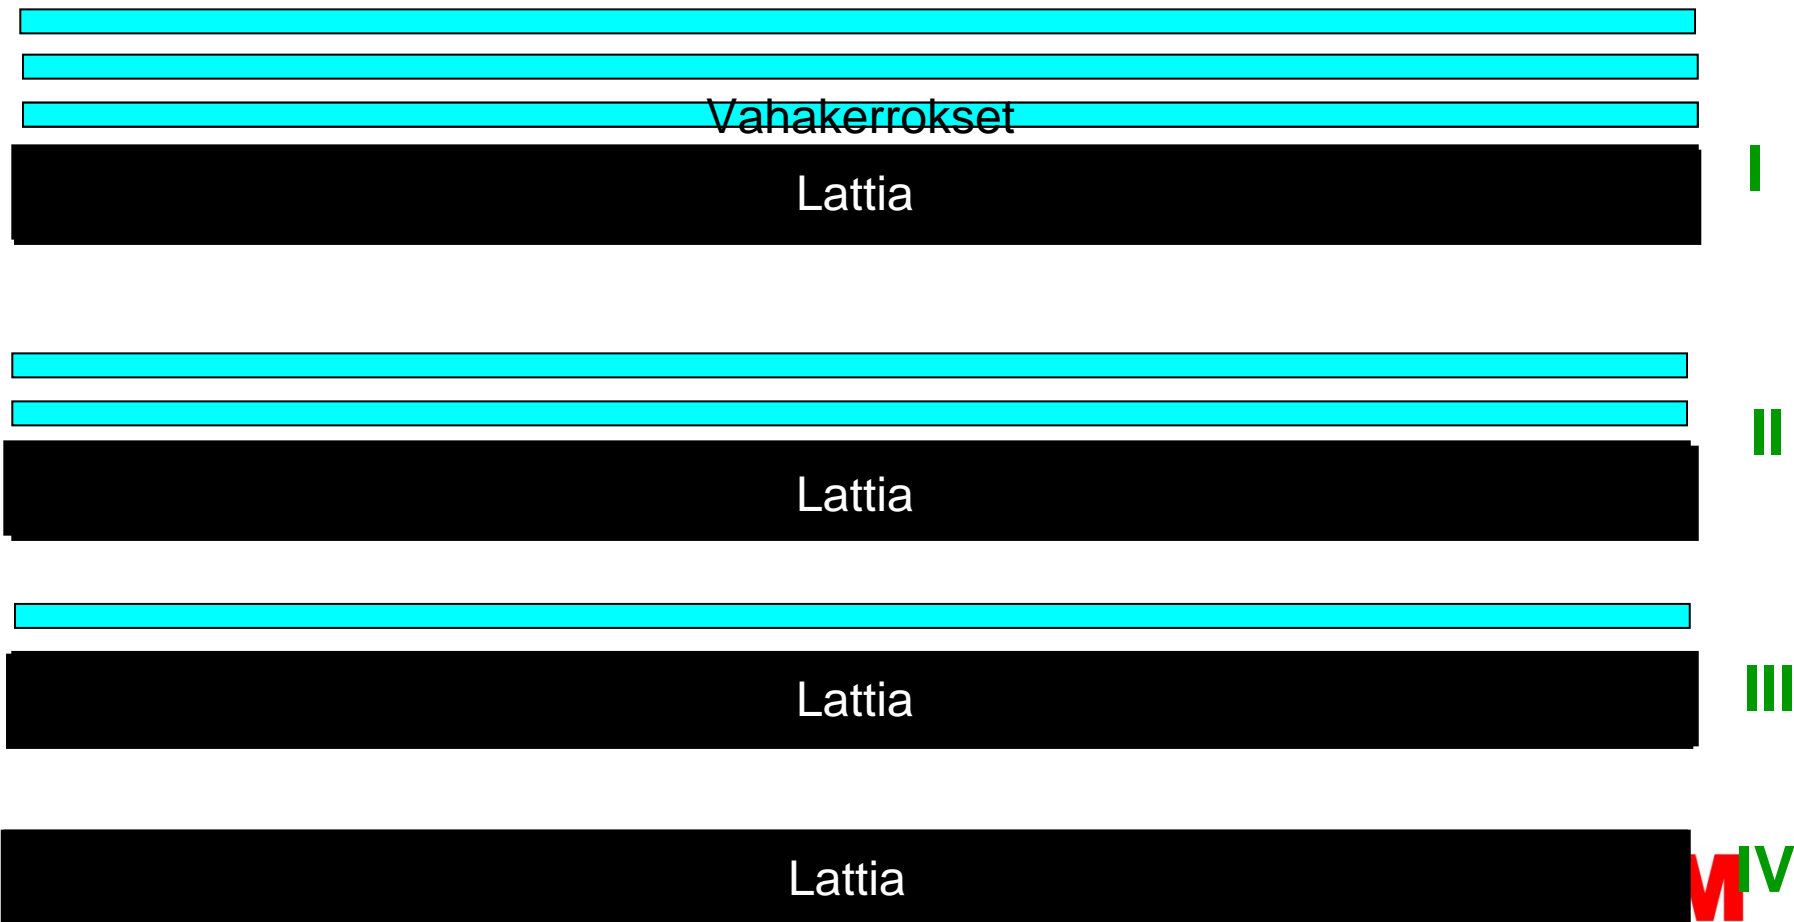 Vahakerrokset
Lattia
I
Lattia
II
Lattia
III
Lattia
M
IV